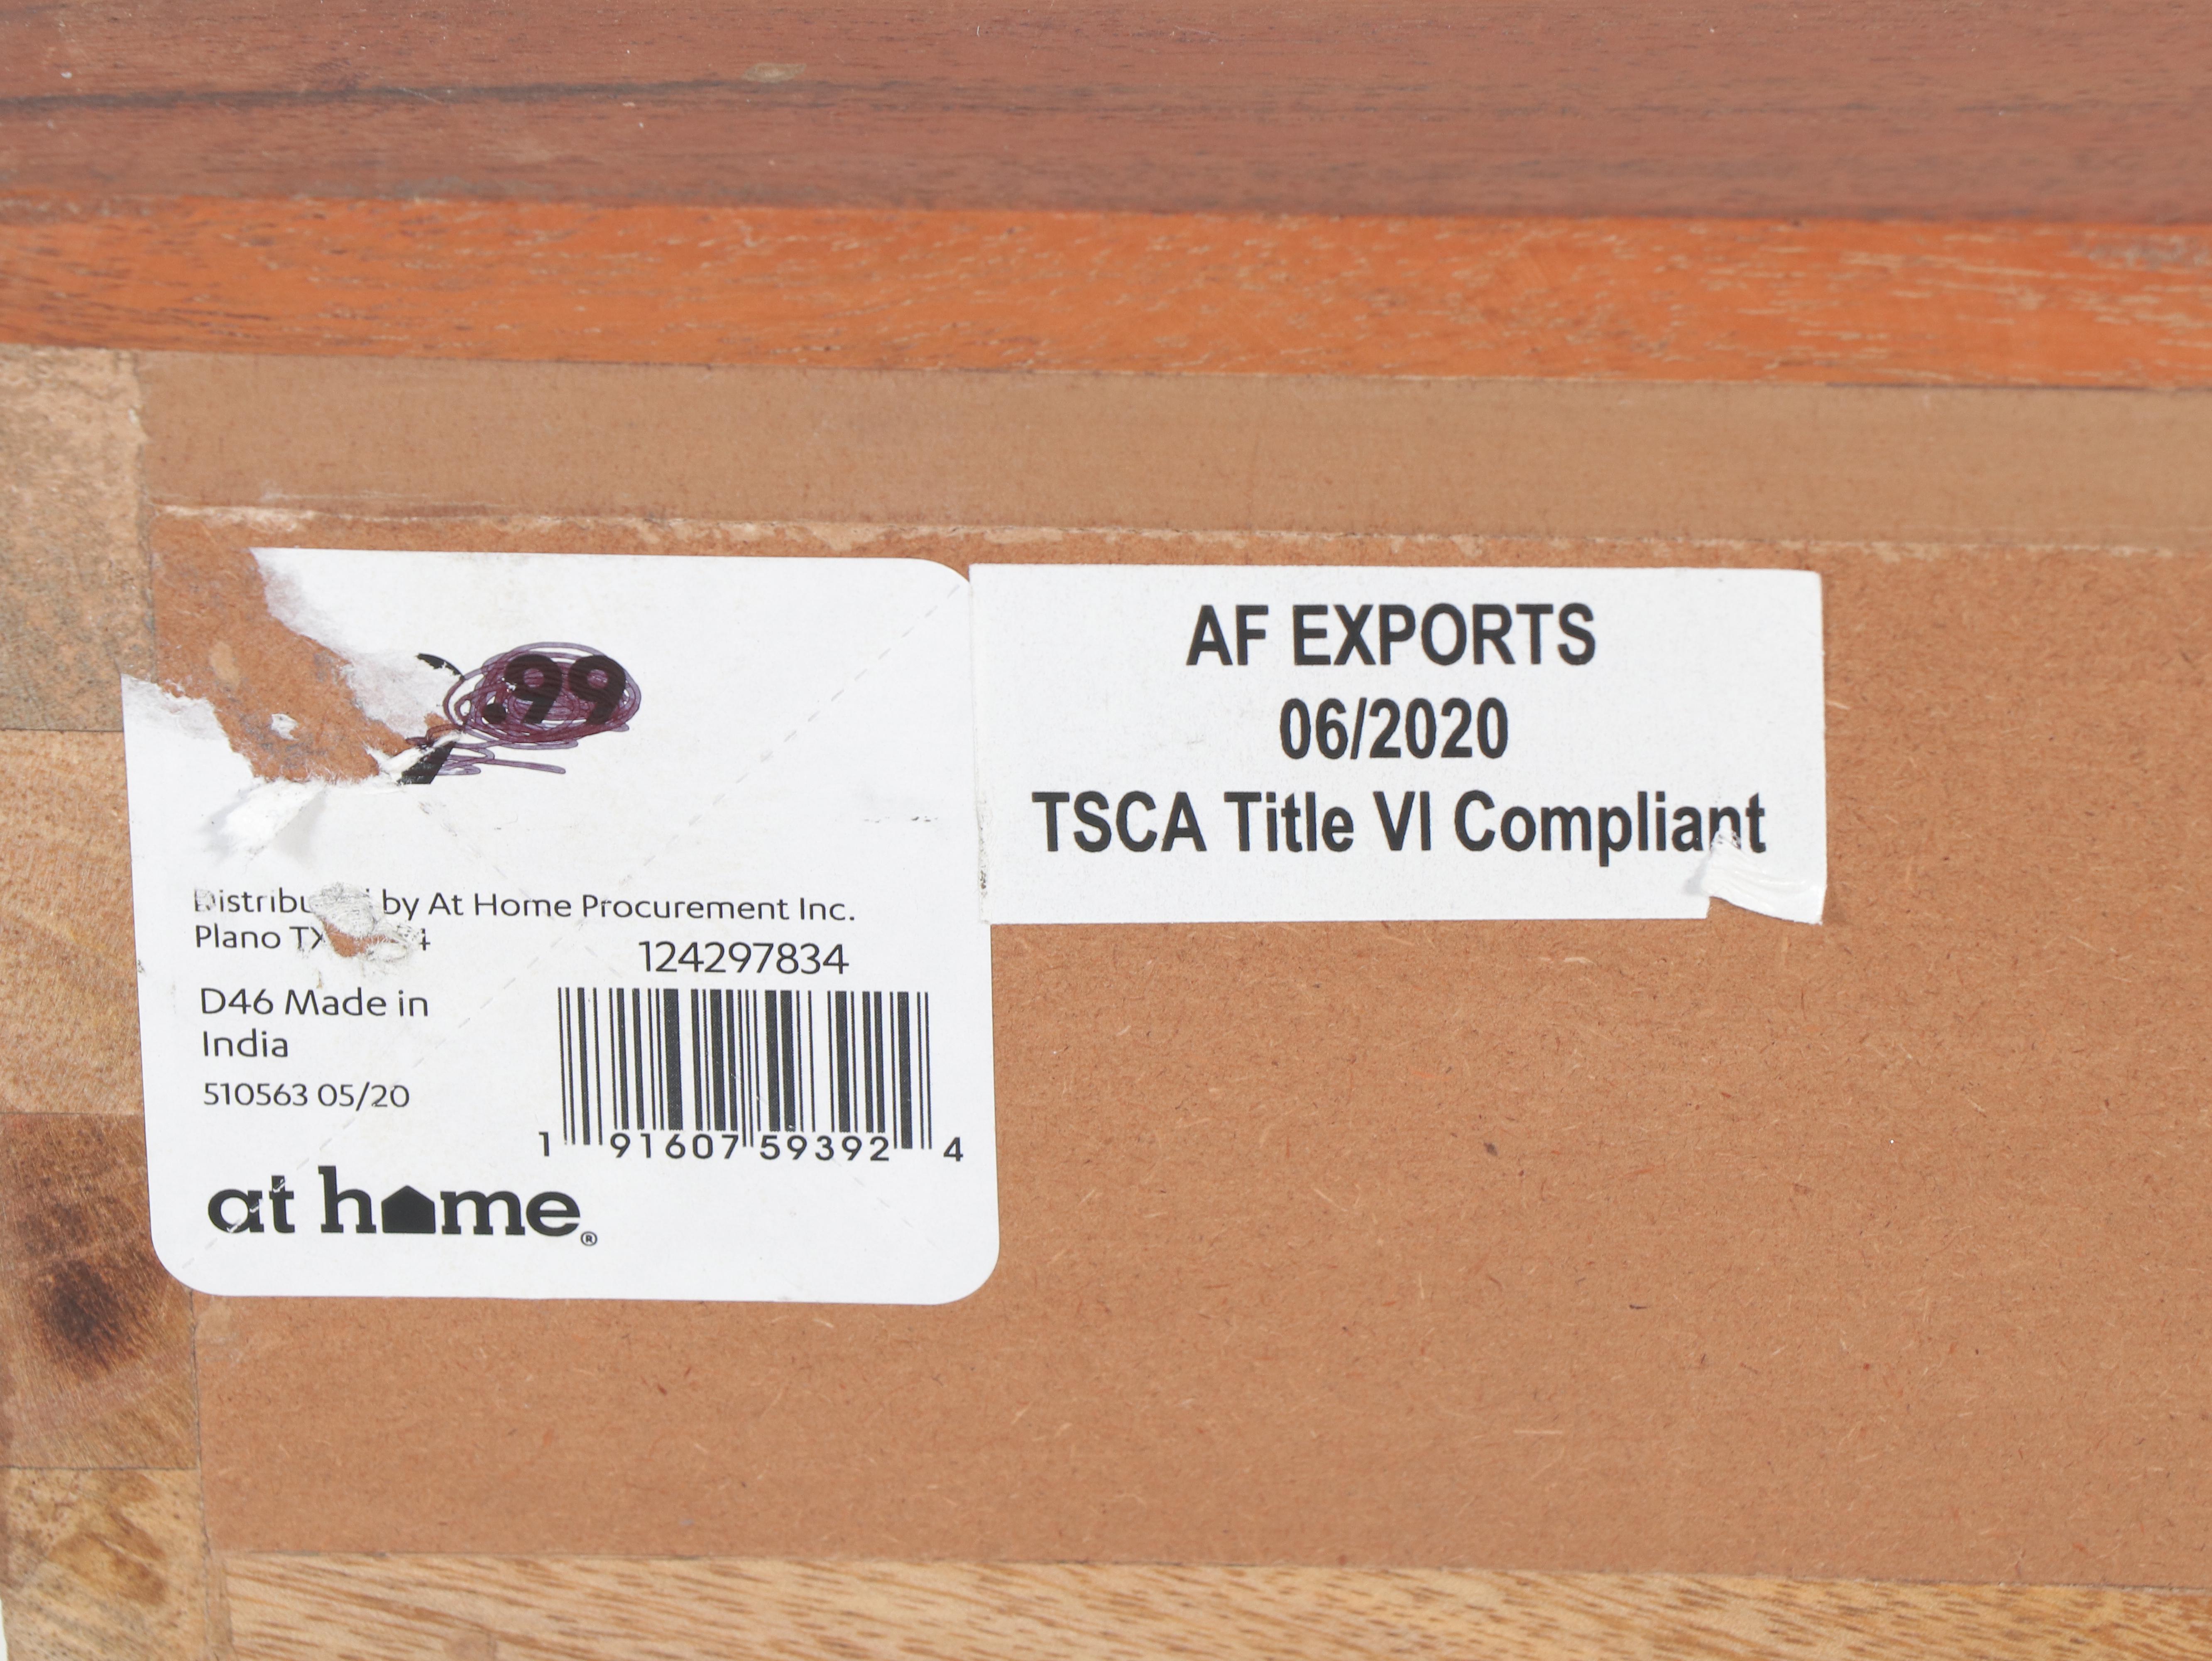 .99
Distributed by At Home Procurement Inc.
Plano TX
124297834
D46 Made in
India
510563 05/20
1 91607 59392 4
at home®
AF EXPORTS
06/2020
TSCA Title VI Compliant